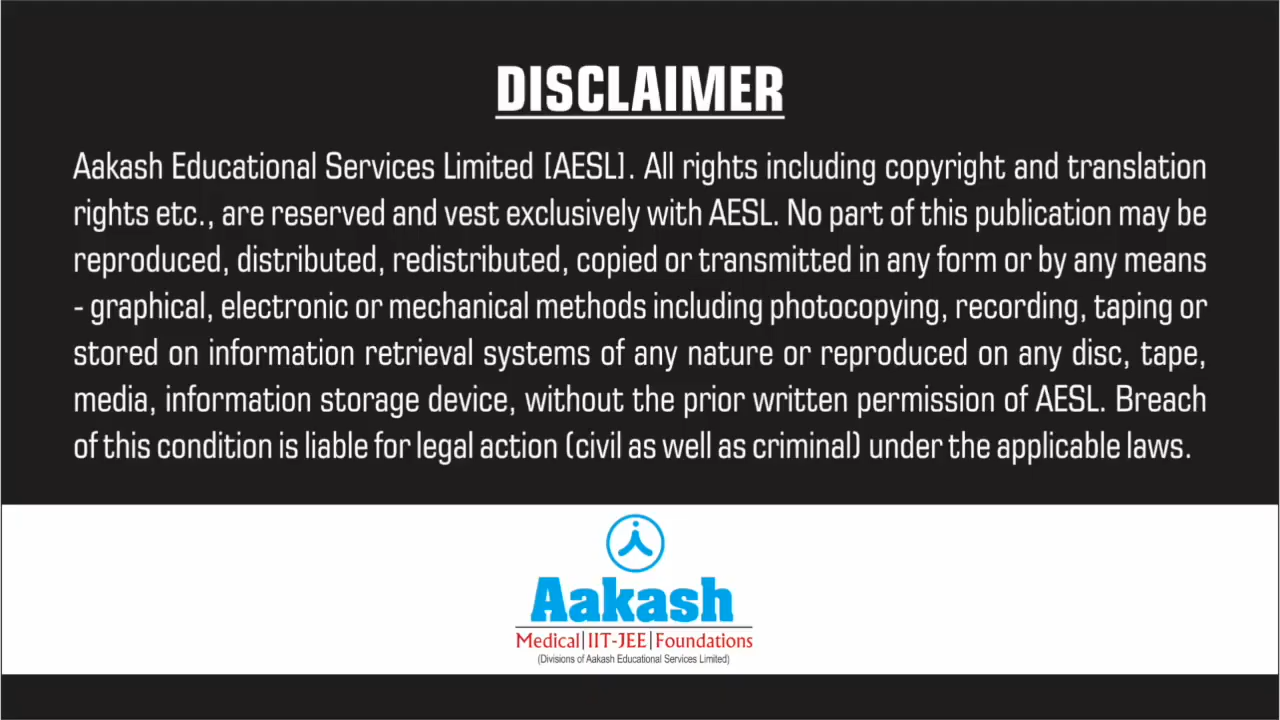 DISCLAIMER
Aakash Educational Services Limited [AESL]. All rights including copyright and translation
rights etc., are reserved and vest exclusively with AESL. No part of this publication may be
reproduced, distributed, redistributed, copied or transmitted in any form or by any means
- graphical, electronic or mechanical methods including photocopying, recording, taping or
stored on information retrieval systems of any nature or reproduced on any disc, tape,
media, information storage device, without the prior written permission of AESL. Breach
of this condition is liable for legal action (civil as well as criminal) under the applicable laws.
Aakash
Medical|IIT-JEE|Foundations
(Divisions of Aakash Educational Services Limited)